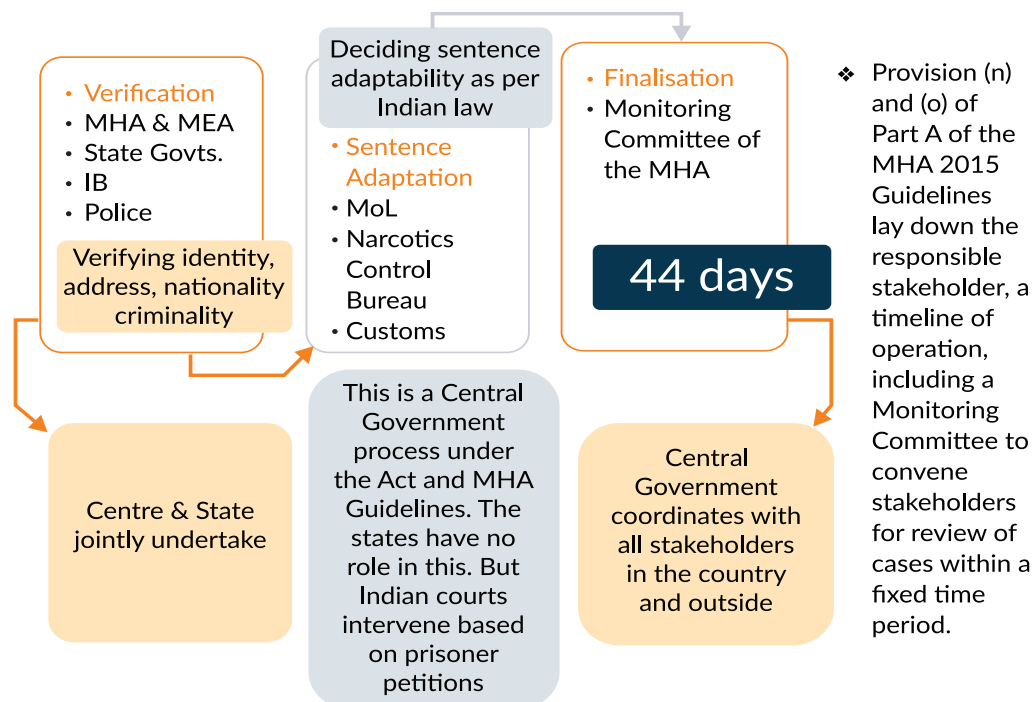 • Verification
• MHA & MEA
• State Govts.
• IB
• Police
Verifying identity,
address, nationality
criminality
Centre & State
jointly undertake
Deciding sentence
adaptability as per
Indian law
• Sentence
Adaptation
• MoL
• Narcotics
Control
Bureau
• Customs
This is a Central
Government
process under
the Act and MHA
Guidelines. The
states have no
role in this. But
Indian courts
intervene based
on prisoner
petitions
• Finalisation
• Monitoring
Committee of
the MHA
44 days
Central
Government
coordinates with
all stakeholders
in the country
and outside
❖ Provision (n)
and (o) of
Part A of the
MHA 2015
Guidelines
lay down the
responsible
stakeholder, a
timeline of
operation,
including a
Monitoring
Committee to
convene
stakeholders
for review of
cases within a
fixed time
period.